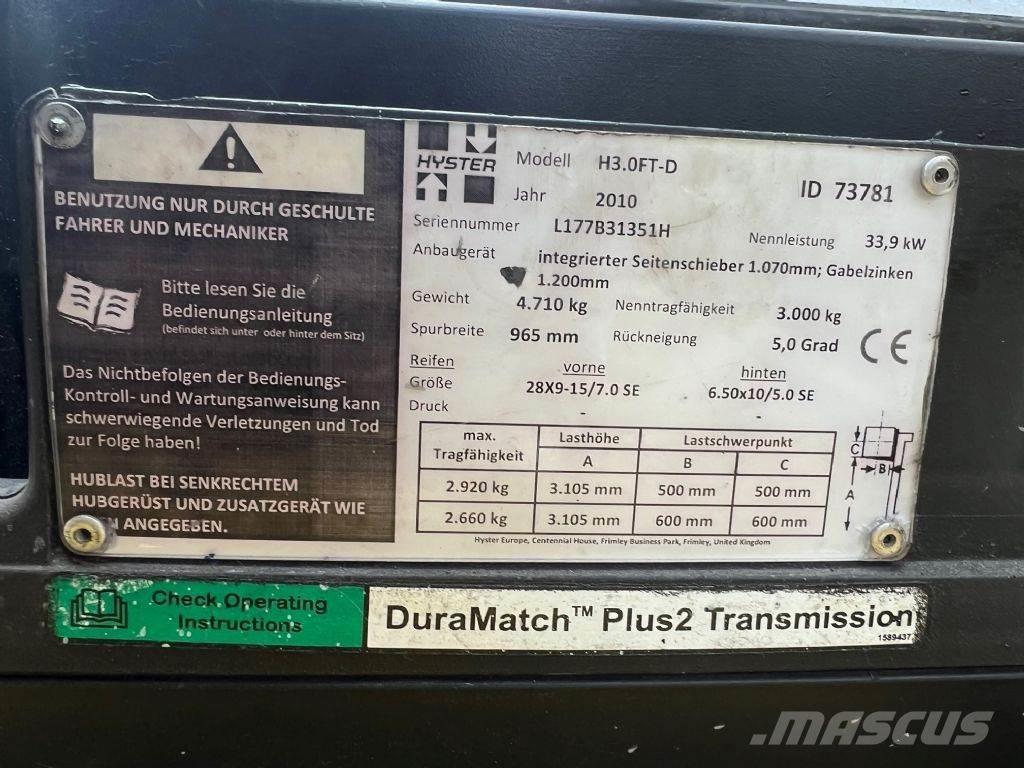 BENUTZUNG NUR DURCH GESCHULTE
FAHRER UND MECHANIKER
Bitte lesen Sie die
Bedienungsanleitung
(befindet sich unter oder hinter dem Sitz)
Das Nichtbefolgen der Bedienungs-
Kontroll- und Wartungsanweisung kann
schwerwiegende Verletzungen und Tod
zur Folge haben!
HUBLAST BEI SENKRECHTEM
HUBGERÜST UND ZUSATZGERÄT WIE
ANGEGEBEN.
HYSTER
Modell H3.0FT-D
ID 73781
Jahr 2010
Seriennummer L177B31351H
Nennleistung 33,9 kW
Anbaugerät integrierter Seitenschieber 1.070mm; Gabelzinken
1.200mm
Gewicht 4.710 kg Nenntragfähigkeit 3.000 kg
Spurbreite 965 mm Rückneigung 5,0 Grad
CE
Reifen vorne hinten
Größe 28X9-15/7.0 SE 6.50x10/5.0 SE
Druck - -
max. Tragfähigkeit Lasthöhe Lastschwerpunkt
A B C
2.920 kg 3.105 mm 500 mm 500 mm
2.660 kg 3.105 mm 600 mm 600 mm
C
B
A
Hyster Europe, Centennial House, Frimley Business Park, Frimley, United Kingdom
Check Operating
Instructions
DuraMatch™ Plus2 Transmission
1589437
MASCUS